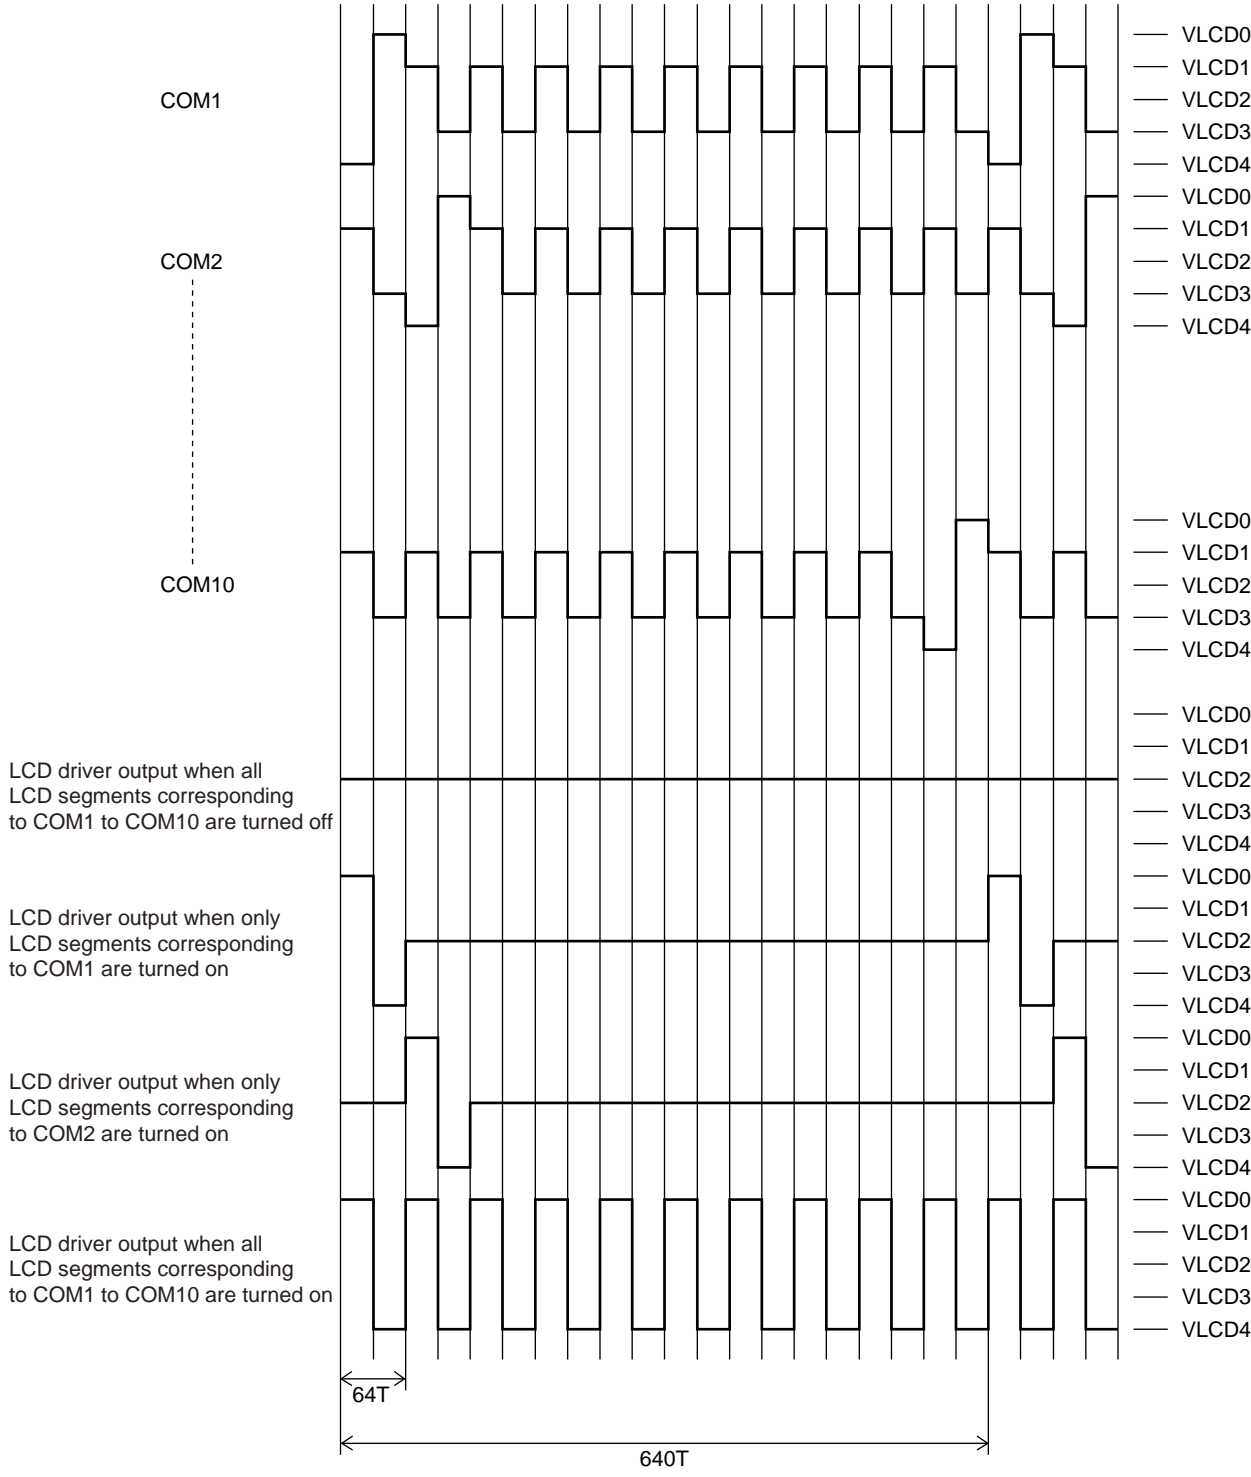 COM1
VLCD0
VLCD1
VLCD2
VLCD3
VLCD4
COM2
VLCD0
VLCD1
VLCD2
VLCD3
VLCD4
COM10
VLCD0
VLCD1
VLCD2
VLCD3
VLCD4
LCD driver output when all
LCD segments corresponding
to COM1 to COM10 are turned off
VLCD0
VLCD1
VLCD2
VLCD3
VLCD4
LCD driver output when only
LCD segments corresponding
to COM1 are turned on
VLCD0
VLCD1
VLCD2
VLCD3
VLCD4
LCD driver output when only
LCD segments corresponding
to COM2 are turned on
VLCD0
VLCD1
VLCD2
VLCD3
VLCD4
LCD driver output when all
LCD segments corresponding
to COM1 to COM10 are turned on
VLCD0
VLCD1
VLCD2
VLCD3
VLCD4
64T
640T